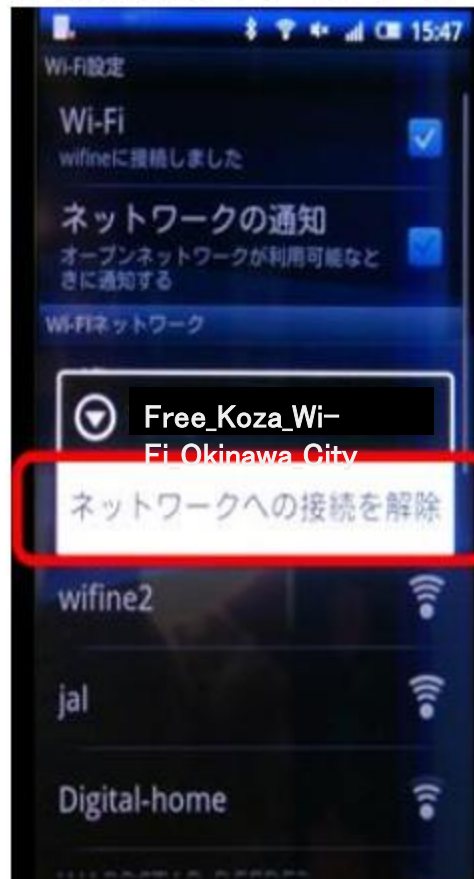 15:47
Wi-Fi設定
Wi-Fi
wifineに接続しました
ネットワークの通知
オープンネットワークが利用可能なと
きに通知する
Wi-Fiネットワーク
Free_Koza_Wi-
Fi_Okinawa_City
ネットワークへの接続を解除
wifine2
jal
Digital-home